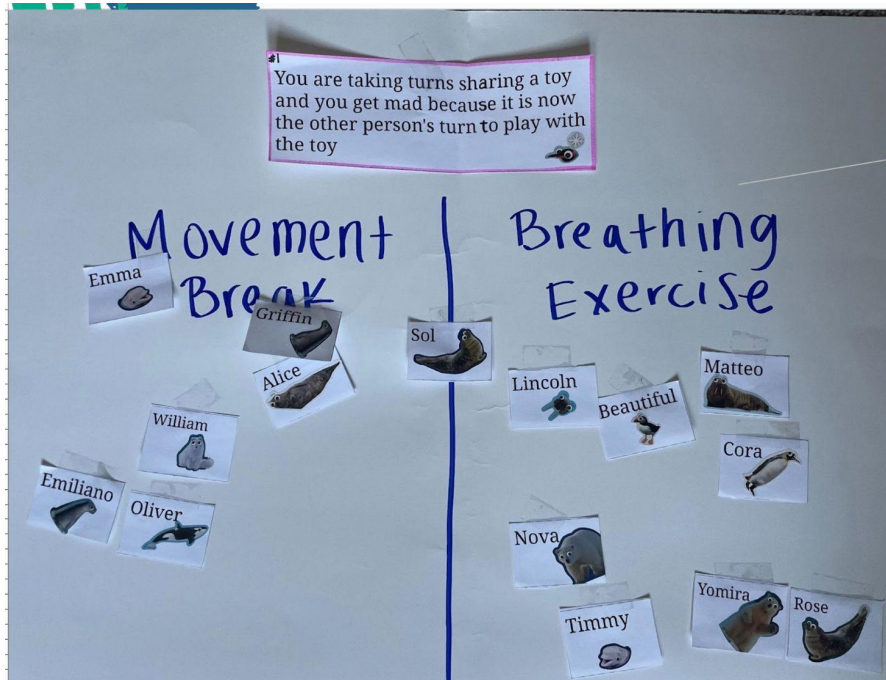 #1
You are taking turns sharing a toy
and you get mad because it is now
the other person's turn to play with
the toy
Movement
Break
Breathing
Exercise
Emma
Griffin
Alice
William
Emiliano
Oliver
Sol
Lincoln
Beautiful
Matteo
Cora
Nova
Timmy
Yomira
Rose